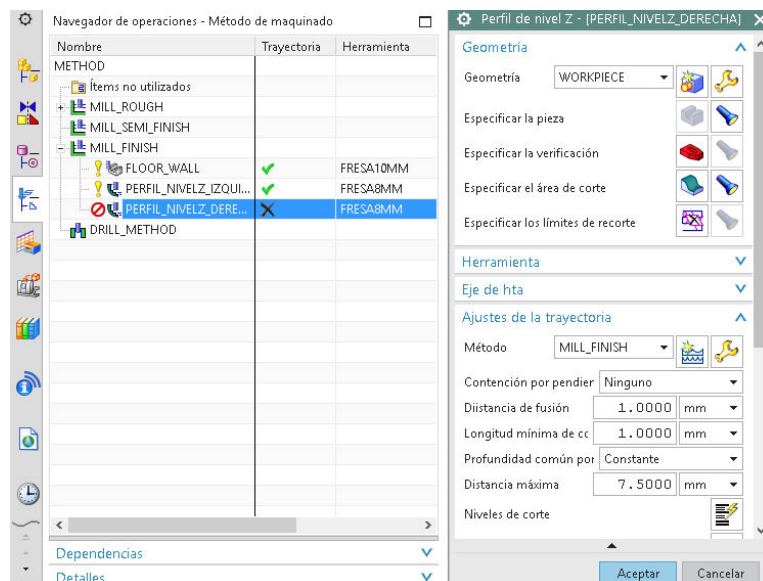 Navegador de operaciones - Método de maquinado
Nombre Trayectoria Herramienta
METHOD
Ítems no utilizados
MILL_ROUGH
MILL_SEMI_FINISH
MILL_FINISH
FLOOR_WALL FRESA10MM
PERFIL_NIVELZ_IZQUI... FRESA8MM
PERFIL_NIVELZ_DERE... FRESA8MM
DRILL_METHOD
Dependencias
Detalles
Perfil de nivel Z - [PERFIL_NIVELZ_DERECHA]
Geometría
Geometría WORKPIECE
Especificar la pieza
Especificar la verificación
Especificar el área de corte
Especificar los límites de recorte
Herramienta
Eje de hta
Ajustes de la trayectoria
Método MILL_FINISH
Contención por pendier Ninguno
Diistancia de fusión 1.0000 mm
Longitud mínima de cc 1.0000 mm
Profundidad común por Constante
Distancia máxima 7.5000 mm
Niveles de corte
Aceptar Cancelar